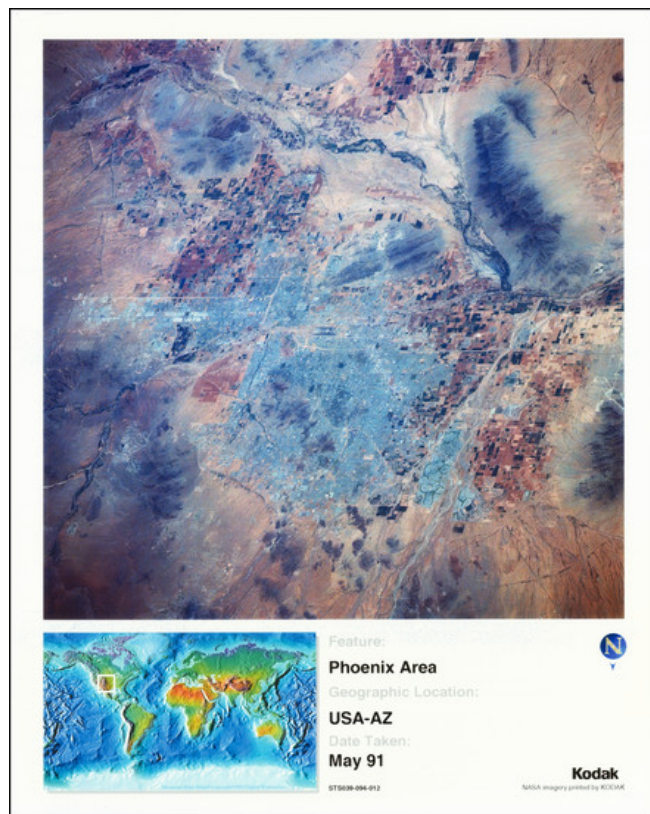 Feature:
Phoenix Area
Geographic Location:
USA-AZ
Date Taken:
May 91
STS039-094-012
N
Kodak
NASA imagery printed by KODAK